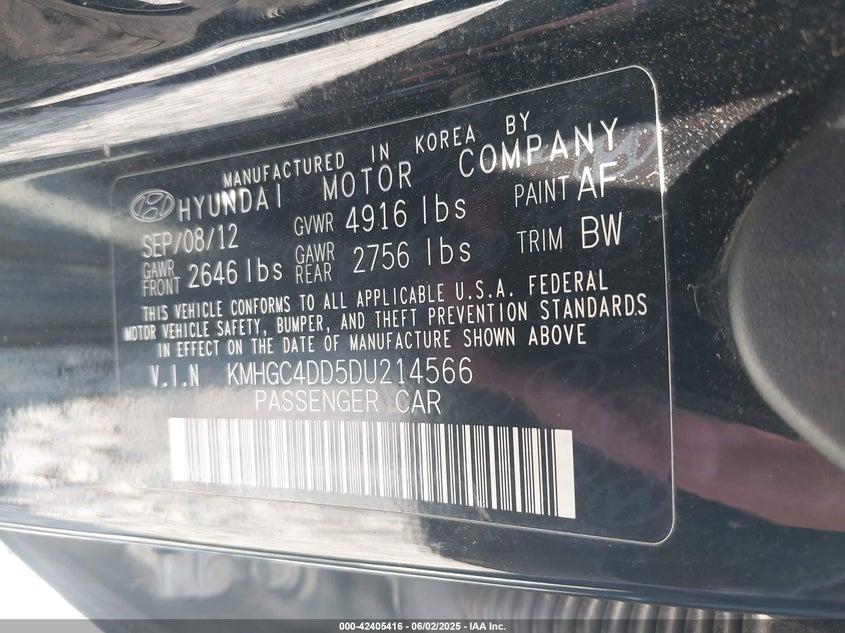 MANUFACTURED IN KOREA BY
HYUNDAI MOTOR COMPANY
SEP/08/12 GVWR 4916 lbs PAINT AF
GAWR FRONT 2646 lbs GAWR REAR 2756 lbs TRIM BW
THIS VEHICLE CONFORMS TO ALL APPLICABLE U.S.A. FEDERAL
MOTOR VEHICLE SAFETY, BUMPER, AND THEFT PREVENTION STANDARDS
IN EFFECT ON THE DATE OF MANUFACTURE SHOWN ABOVE
V.I.N KMHGC4DD5DU214566
PASSENGER CAR
000-42405416 - 06/02/2025 - IAA Inc.